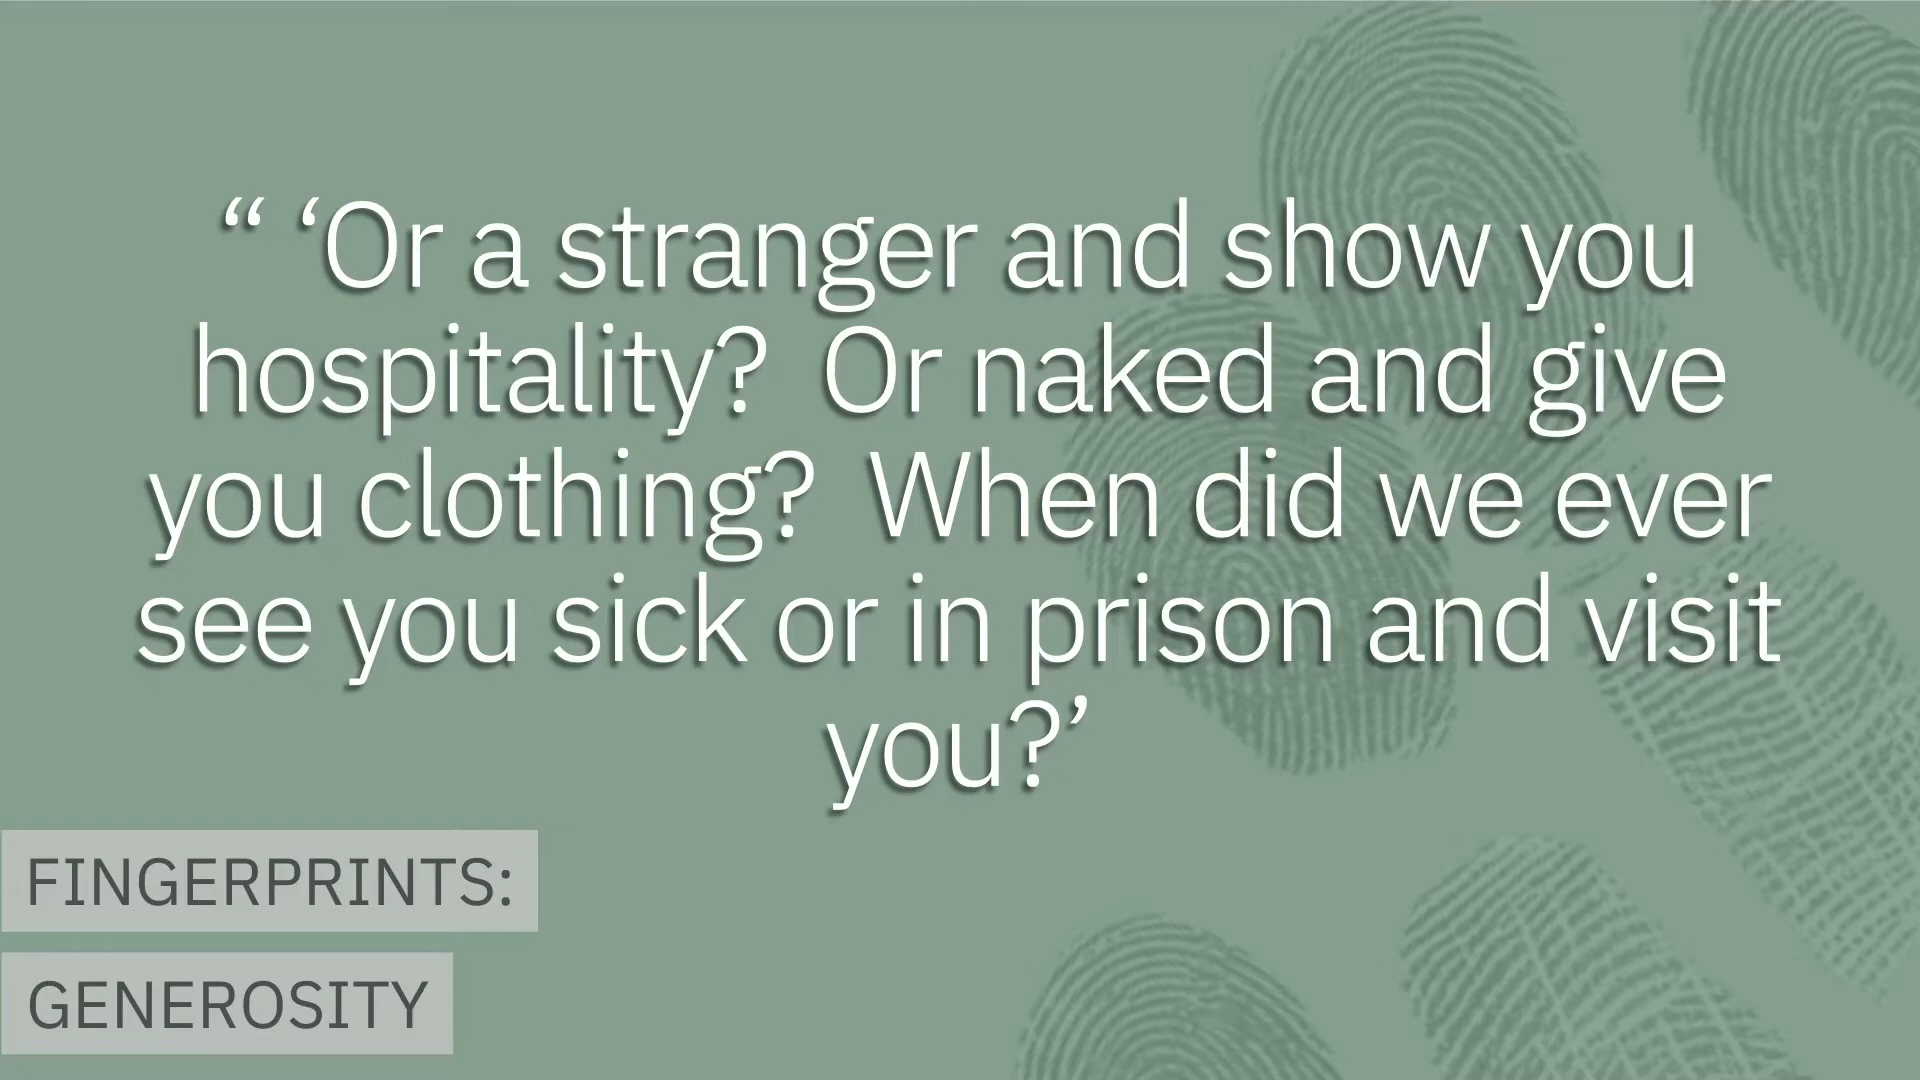 “ ‘Or a stranger and show you
hospitality?  Or naked and give
you clothing?  When did we ever
see you sick or in prison and visit
you?’
FINGERPRINTS:
GENEROSITY